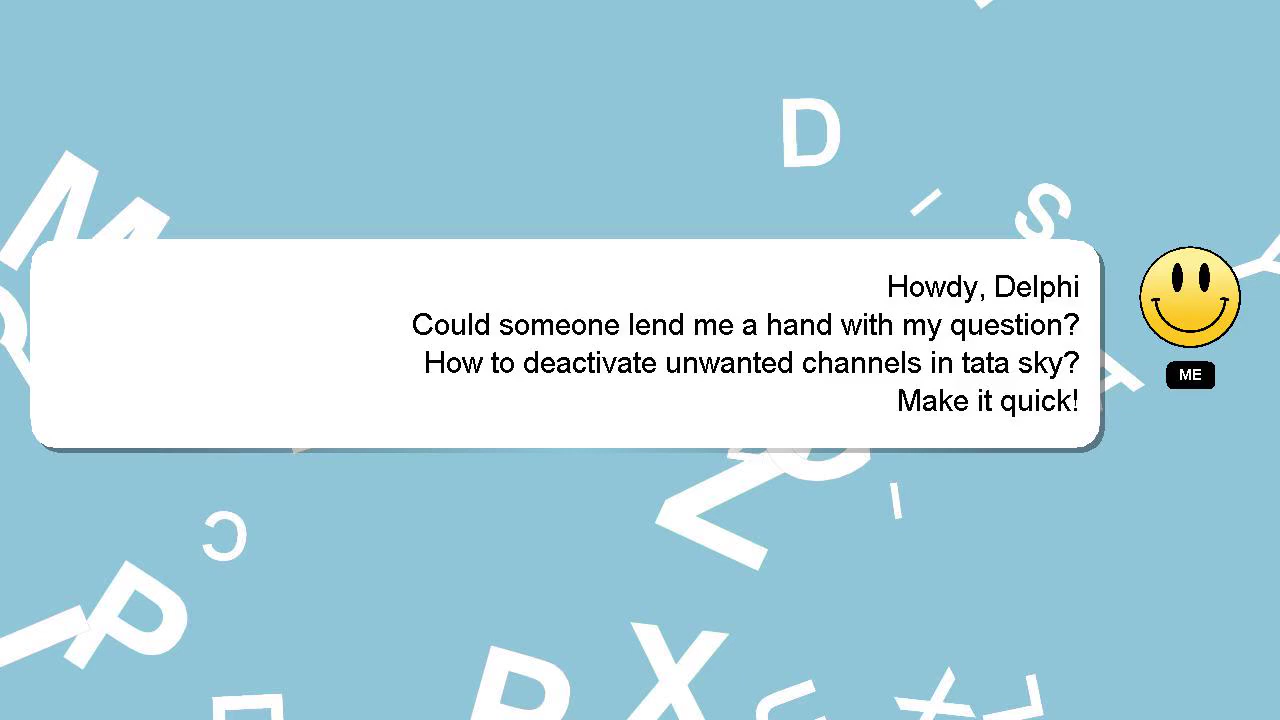 Howdy, Delphi
Could someone lend me a hand with my question?
How to deactivate unwanted channels in tata sky?
Make it quick!
ME
D
S
M
A
Z
C
P
X